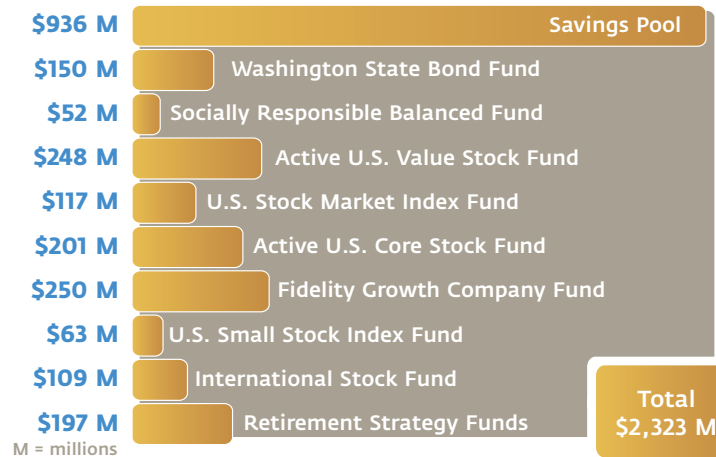 $936 M Savings Pool
$150 M Washington State Bond Fund
$52 M Socially Responsible Balanced Fund
$248 M Active U.S. Value Stock Fund
$117 M U.S. Stock Market Index Fund
$201 M Active U.S. Core Stock Fund
$250 M Fidelity Growth Company Fund
$63 M U.S. Small Stock Index Fund
$109 M International Stock Fund
$197 M Retirement Strategy Funds
M = millions
Total
$2,323 M